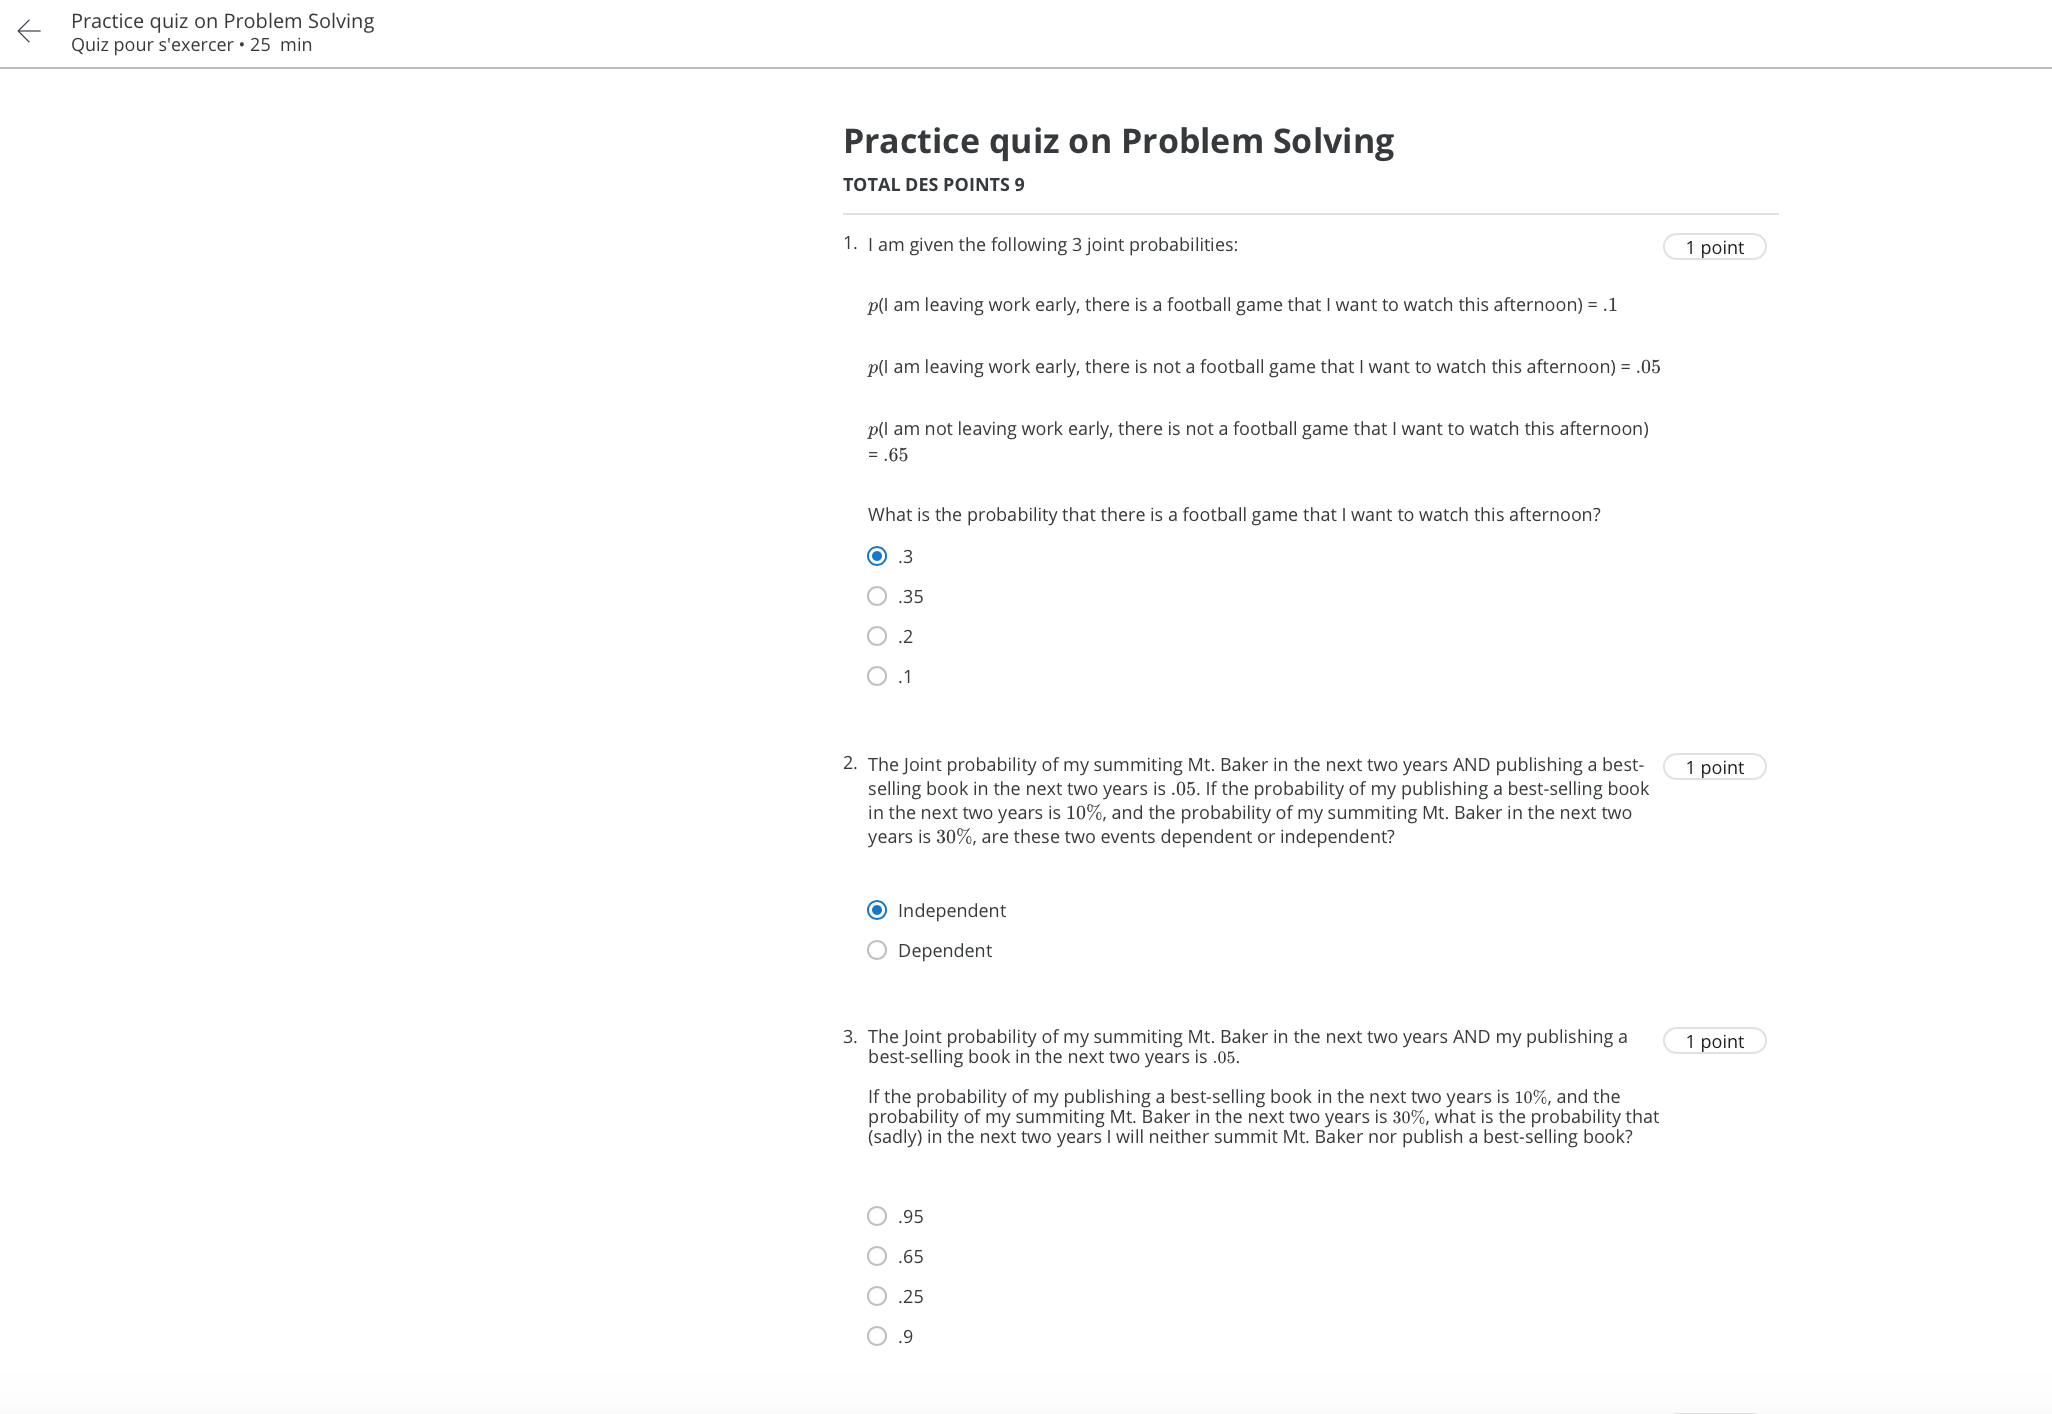 Practice quiz on Problem Solving
Quiz pour s'exercer • 25 min
Practice quiz on Problem Solving
TOTAL DES POINTS 9
1. I am given the following 3 joint probabilities:
1 point
p(I am leaving work early, there is a football game that I want to watch this afternoon) = .1
p(I am leaving work early, there is not a football game that I want to watch this afternoon) = .05
p(I am not leaving work early, there is not a football game that I want to watch this afternoon)
= .65
What is the probability that there is a football game that I want to watch this afternoon?
.3
.35
.2
.1
2. The Joint probability of my summiting Mt. Baker in the next two years AND publishing a best-
1 point
selling book in the next two years is .05. If the probability of my publishing a best-selling book
in the next two years is 10%, and the probability of my summiting Mt. Baker in the next two
years is 30%, are these two events dependent or independent?
Independent
Dependent
3. The Joint probability of my summiting Mt. Baker in the next two years AND my publishing a
1 point
best-selling book in the next two years is .05.
If the probability of my publishing a best-selling book in the next two years is 10%, and the
probability of my summiting Mt. Baker in the next two years is 30%, what is the probability that
(sadly) in the next two years I will neither summit Mt. Baker nor publish a best-selling book?
.95
.65
.25
.9